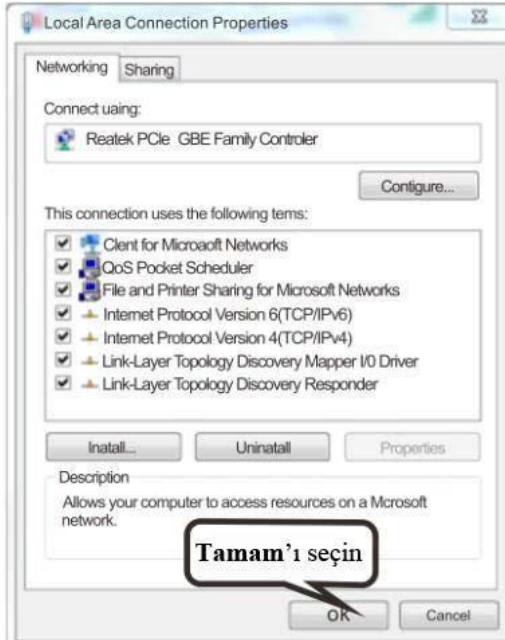 Local Area Connection Properties
Networking Sharing
Connect uaing:
Reatek PCle GBE Family Controler
Contigure...
This connection uses the following tems:
Clent for Microaoft Networks
QoS Pocket Scheduler
File and Printer Sharing for Microsoft Networks
Internet Protocol Version 6(TCP/IPv6)
Internet Protocol Version 4(TCP/IPv4)
Link-Layer Topology Discovery Mapper I/0 Driver
Link-Layer Topology Discovery Responder
Inatall... Uninatall Properties
Description
Allows your computer to access resources on a Mcrosoft
network.
Tamam'ı seçin
OK Cancel